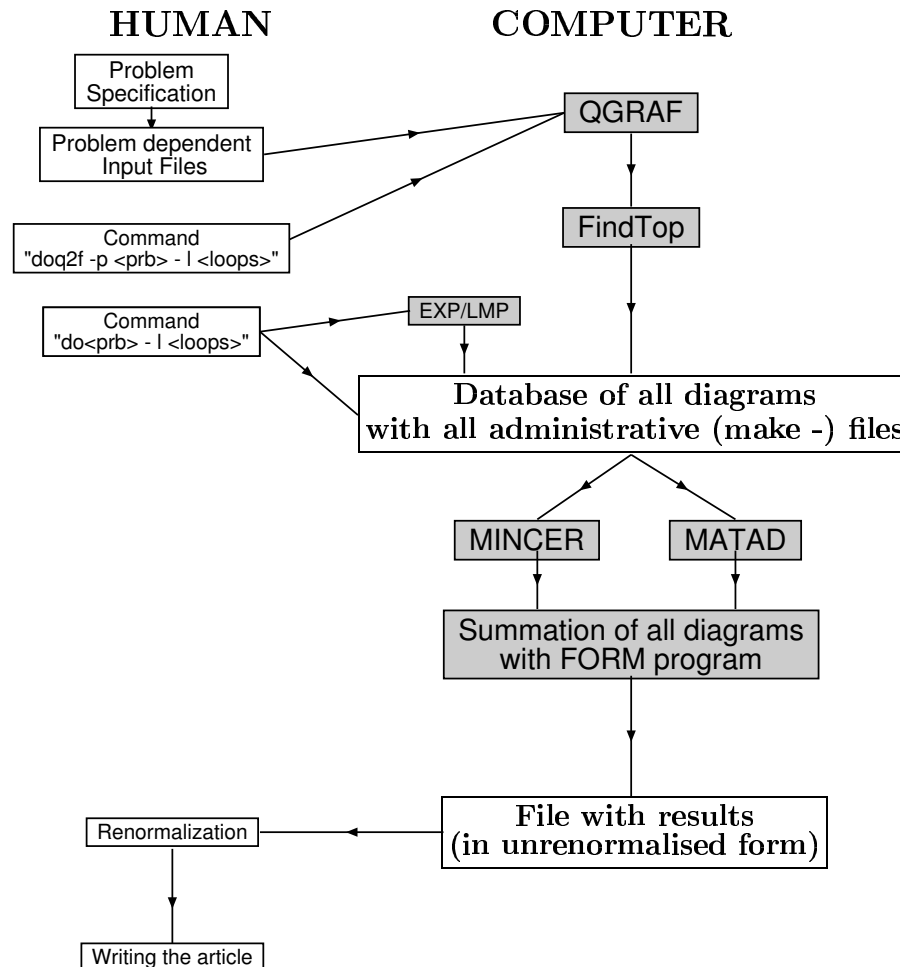 HUMAN
COMPUTER
Problem
Specification
QGRAF
Problem dependent
Input Files
FindTop
Command
"doq2f -p <prb> - l <loops>"
EXP/LMP
Command
"do<prb> - l <loops>"
Database of all diagrams
with all administrative (make -) files
MINCER
MATAD
Summation of all diagrams
with FORM program
File with results
(in unrenormalised form)
Renormalization
Writing the article